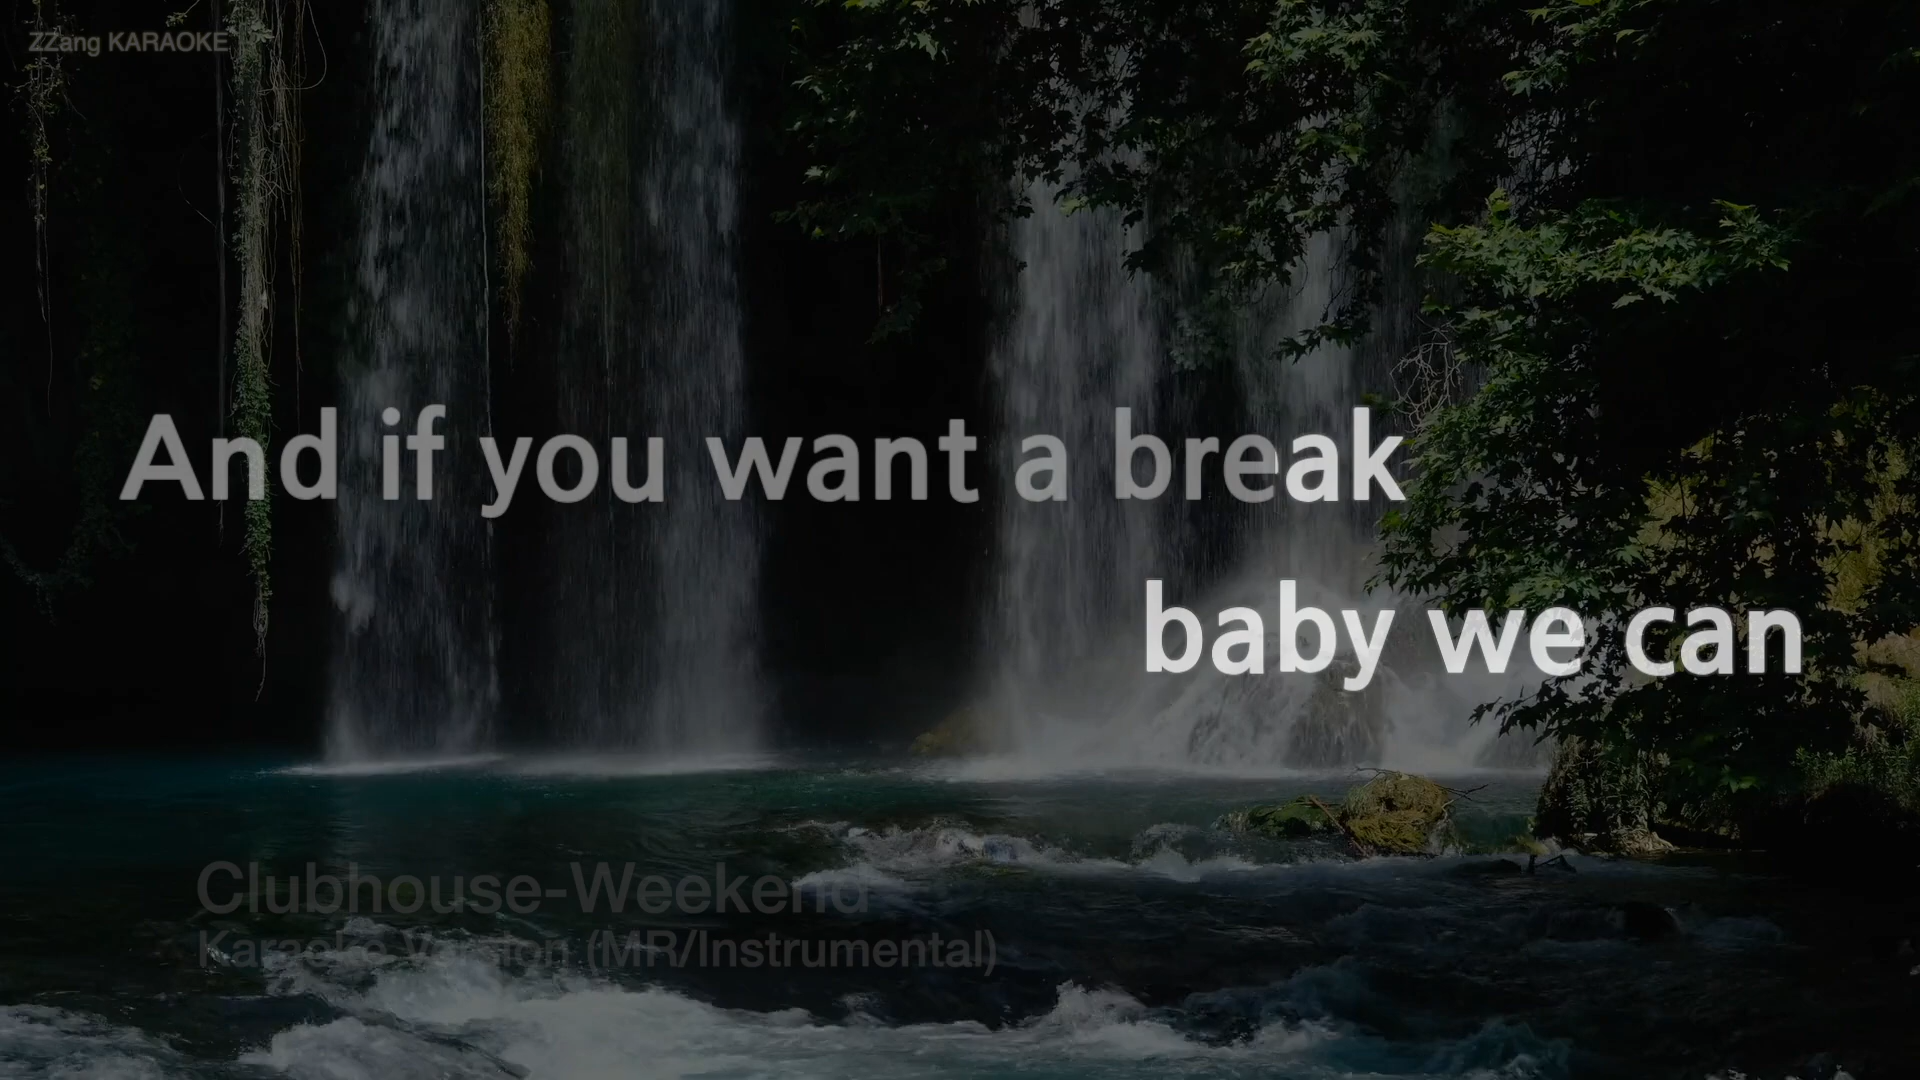 ZZang KARAOKE
And if you want a break
baby we can
Clubhouse-Weekend
Karaoke Version (MR/Instrumental)